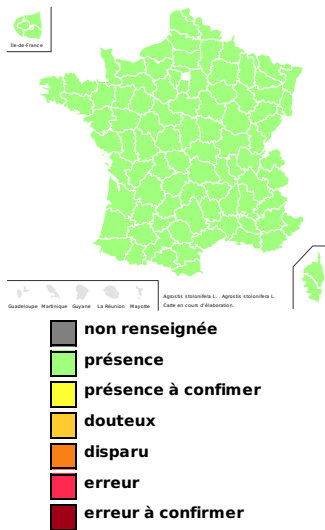 Île-de-France
Agrostis stolonifera L. , Agrostis stolonifera L.
Carte en cours d'élaboration.
Guadeloupe Martinique Guyane La Réunion Mayotte
non renseignée
présence
présence à confimer
douteux
disparu
erreur
erreur à confirmer